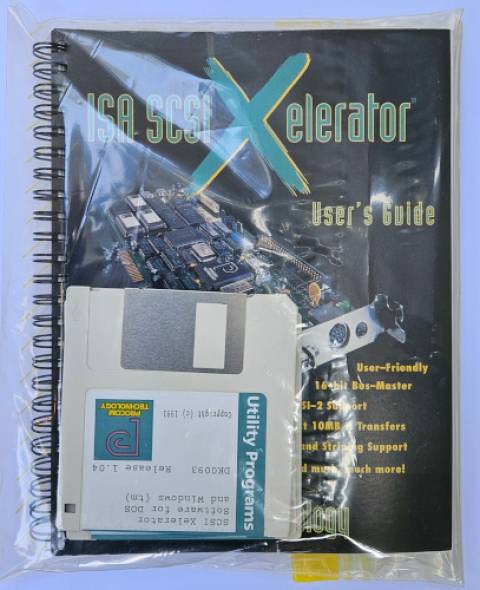 ISA SCSI Xelerator
User's Guide
User-Friendly
16-bit Bus-Master
SI-2 Support
10MB Transfers
and Striping Support
much, much more!
logy
Utility Programs
SCSI Xelerator
Software for DOS
and Windows (tm)
DK0093 Release 1.04
Copyright (c) 1993
PROCOM
TECHNOLOGY